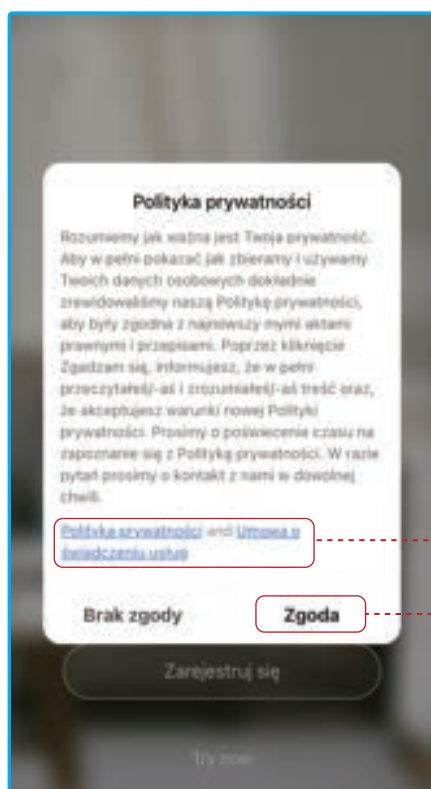 Polityka prywatności
Rozumiemy jak ważna jest Twoja prywatność.
Aby w pełni pokazać jak zbieramy i używamy
Twoich danych osobowych dokładnie
zrewidowaliśmy naszą Politykę prywatności,
aby były zgodna z najnowszy mymi aktami
prawnymi i przepisami. Poprzez kliknięcie
Zgadzam się, informujesz, że w pełni
przeczytałeś/-aś i zrozumiałeś/-aś treść oraz,
że akceptujesz warunki nowej Polityki
prywatności. Prosimy o poświecenie czasu na
zapoznanie się z Polityką prywatności. W razie
pytań prosimy o kontakt z nami w dowolnej
chwili.
Polityka prywatności and Umowa o
świadczeniu usług
Brak zgody Zgoda
Zarejestruj się
Try now